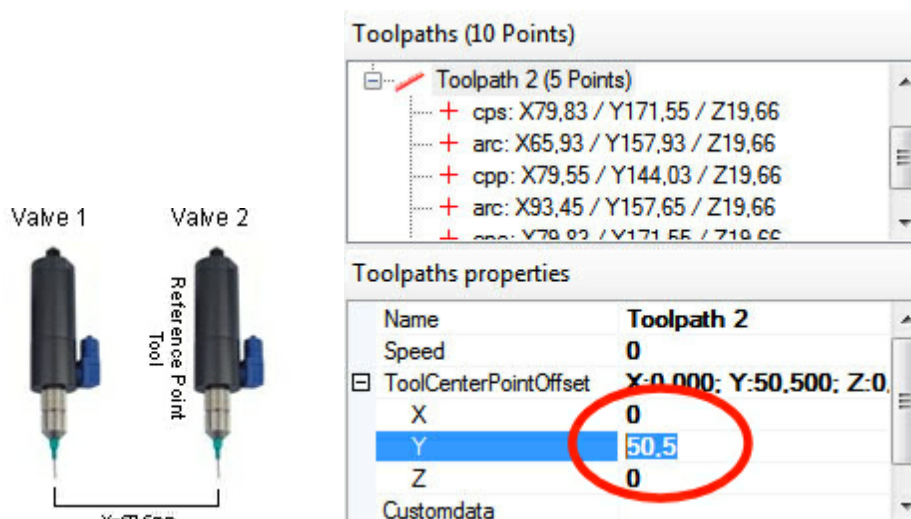 Toolpaths (10 Points)
Toolpath 2 (5 Points)
cps: X79,83 / Y171,55 / Z19,66
arc: X65,93 / Y157,93 / Z19,66
cpp: X79,55 / Y144,03 / Z19,66
arc: X93,45 / Y157,65 / Z19,66
Valve 1
Valve 2
Reference Point
Tool
Toolpaths properties
Name Toolpath 2
Speed 0
ToolCenterPointOffset X:0,000; Y:50,500; Z:0,
X 0
Y 50,5
Z 0
Customdata